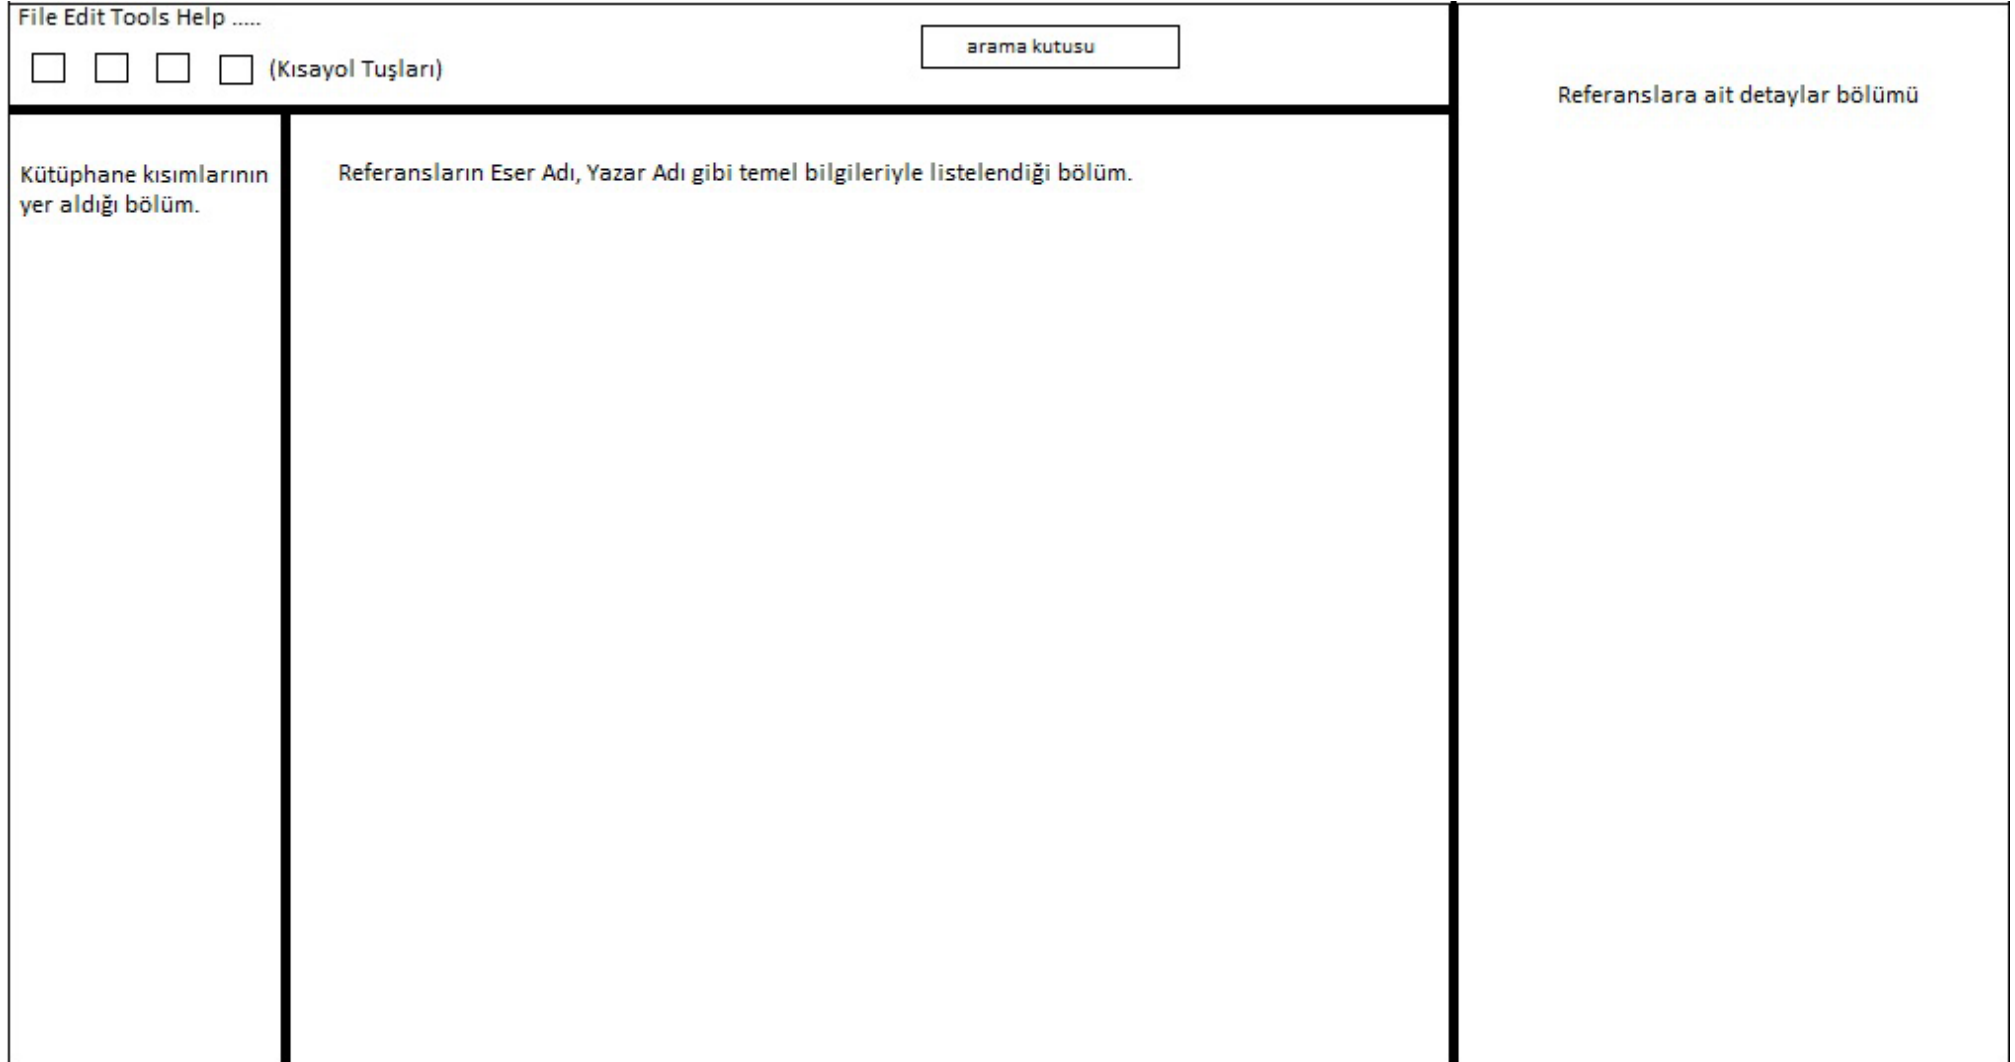 File Edit Tools Help .....
arama kutusu
(Kısayol Tuşları)
Referanslara ait detaylar bölümü
Kütüphane kısımlarının
yer aldığı bölüm.
Referansların Eser Adı, Yazar Adı gibi temel bilgileriyle listelendiği bölüm.